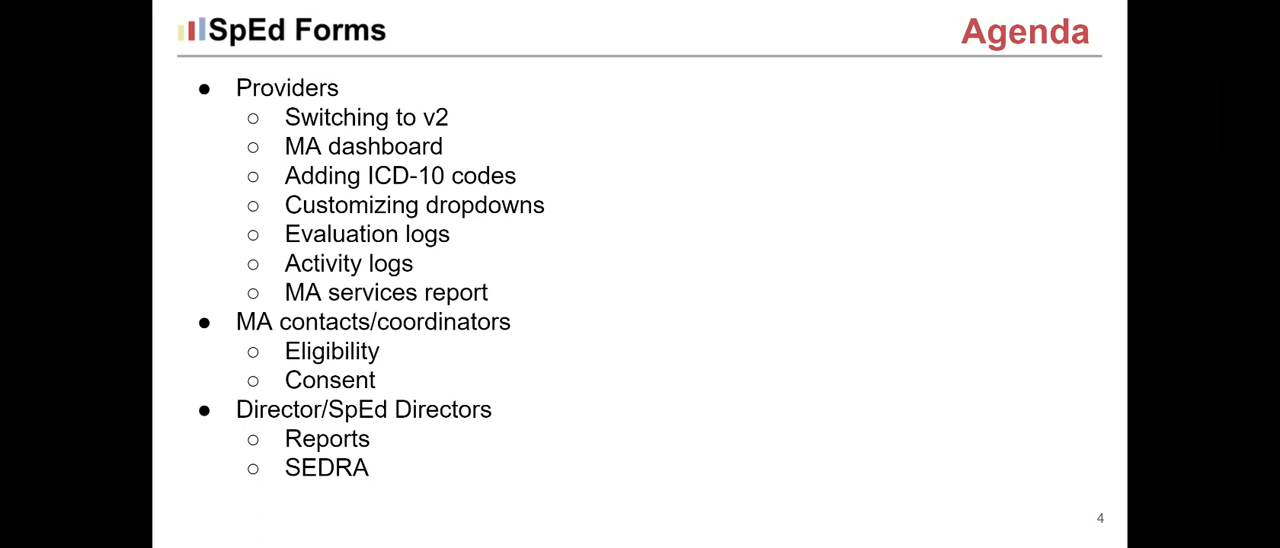 SpEd Forms
Agenda
● Providers
○ Switching to v2
○ MA dashboard
○ Adding ICD-10 codes
○ Customizing dropdowns
○ Evaluation logs
○ Activity logs
○ MA services report
● MA contacts/coordinators
○ Eligibility
○ Consent
● Director/SpEd Directors
○ Reports
○ SEDRA
4